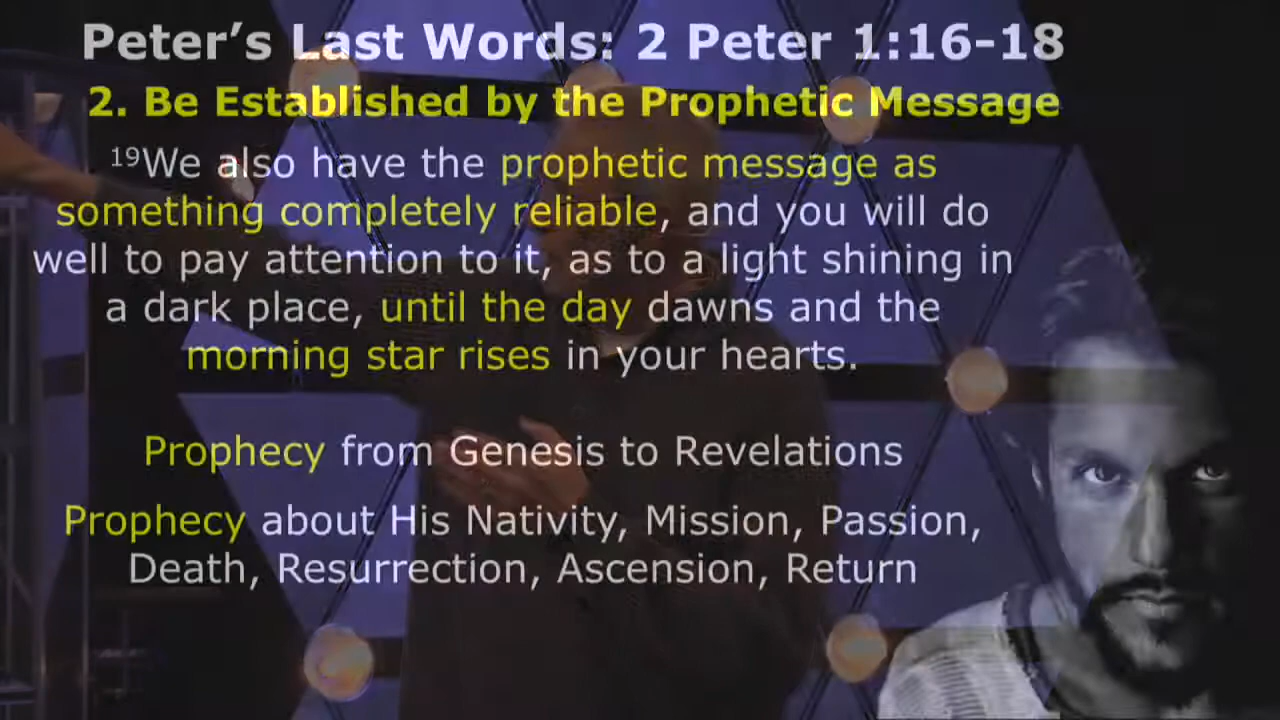 Peter’s Last Words: 2 Peter 1:16-18
2. Be Established by the Prophetic Message
19We also have the prophetic message as
something completely reliable, and you will do
well to pay attention to it, as to a light shining in
a dark place, until the day dawns and the
morning star rises in your hearts.
Prophecy from Genesis to Revelations
Prophecy about His Nativity, Mission, Passion,
Death, Resurrection, Ascension, Return